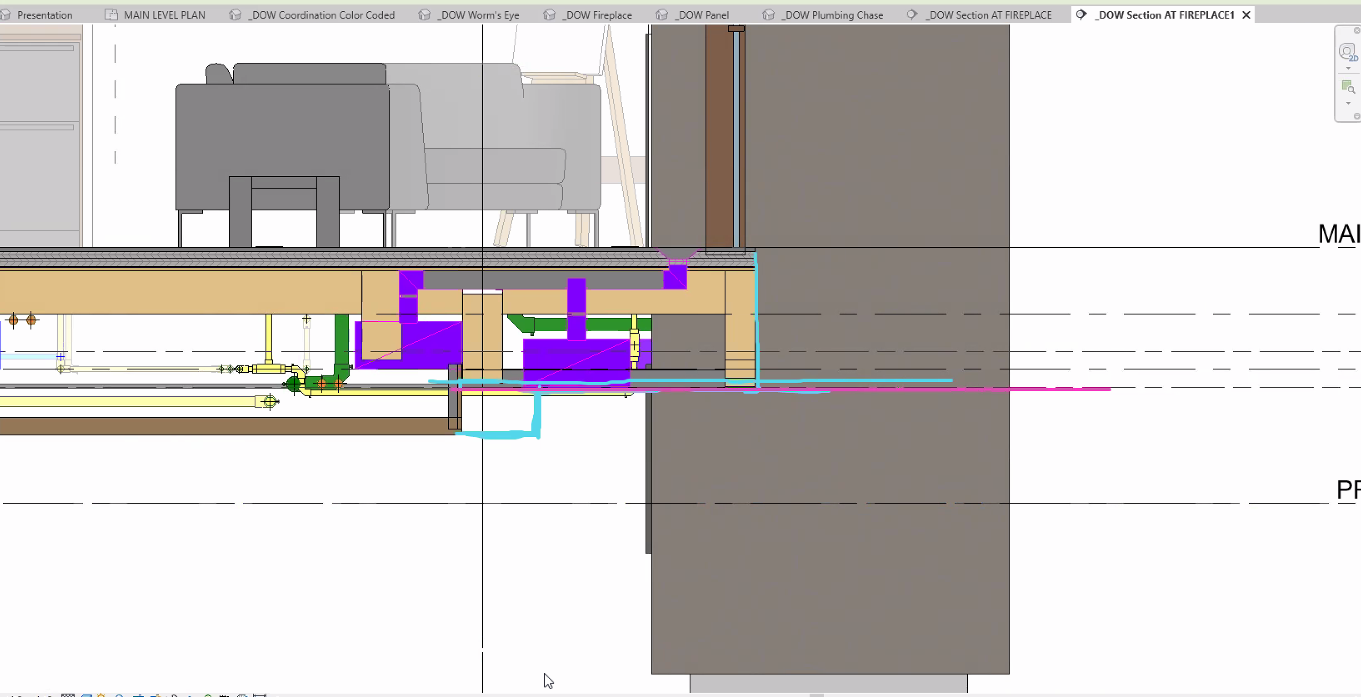 Presentation
MAIN LEVEL PLAN
_DOW Coordination Color Coded
_DOW Worm's Eye
_DOW Fireplace
_DOW Panel
_DOW Plumbing Chase
_DOW Section AT FIREPLACE
_DOW Section AT FIREPLACE1
2D
MAI
PR